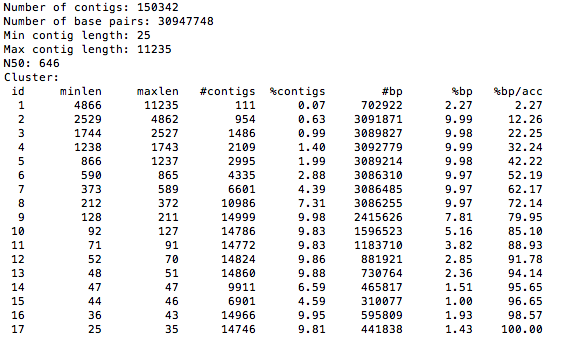 Number of contigs: 150342
Number of base pairs: 30947748
Min contig length: 25
Max contig length: 11235
N50: 646
Cluster:
id minlen maxlen #contigs %contigs #bp %bp %bp/acc
1 4866 11235 111 0.07 702922 2.27 2.27
2 2529 4862 954 0.63 3091871 9.99 12.26
3 1744 2527 1486 0.99 3089827 9.98 22.25
4 1238 1743 2109 1.40 3092779 9.99 32.24
5 866 1237 2995 1.99 3089214 9.98 42.22
6 590 865 4335 2.88 3086310 9.97 52.19
7 373 589 6601 4.39 3086485 9.97 62.17
8 212 372 10986 7.31 3086255 9.97 72.14
9 128 211 14999 9.98 2415626 7.81 79.95
10 92 127 14786 9.83 1596523 5.16 85.10
11 71 91 14772 9.83 1183710 3.82 88.93
12 52 70 14824 9.86 881921 2.85 91.78
13 48 51 14860 9.88 730764 2.36 94.14
14 47 47 9911 6.59 465817 1.51 95.65
15 44 46 6901 4.59 310077 1.00 96.65
16 36 43 14966 9.95 595809 1.93 98.57
17 25 35 14746 9.81 441838 1.43 100.00